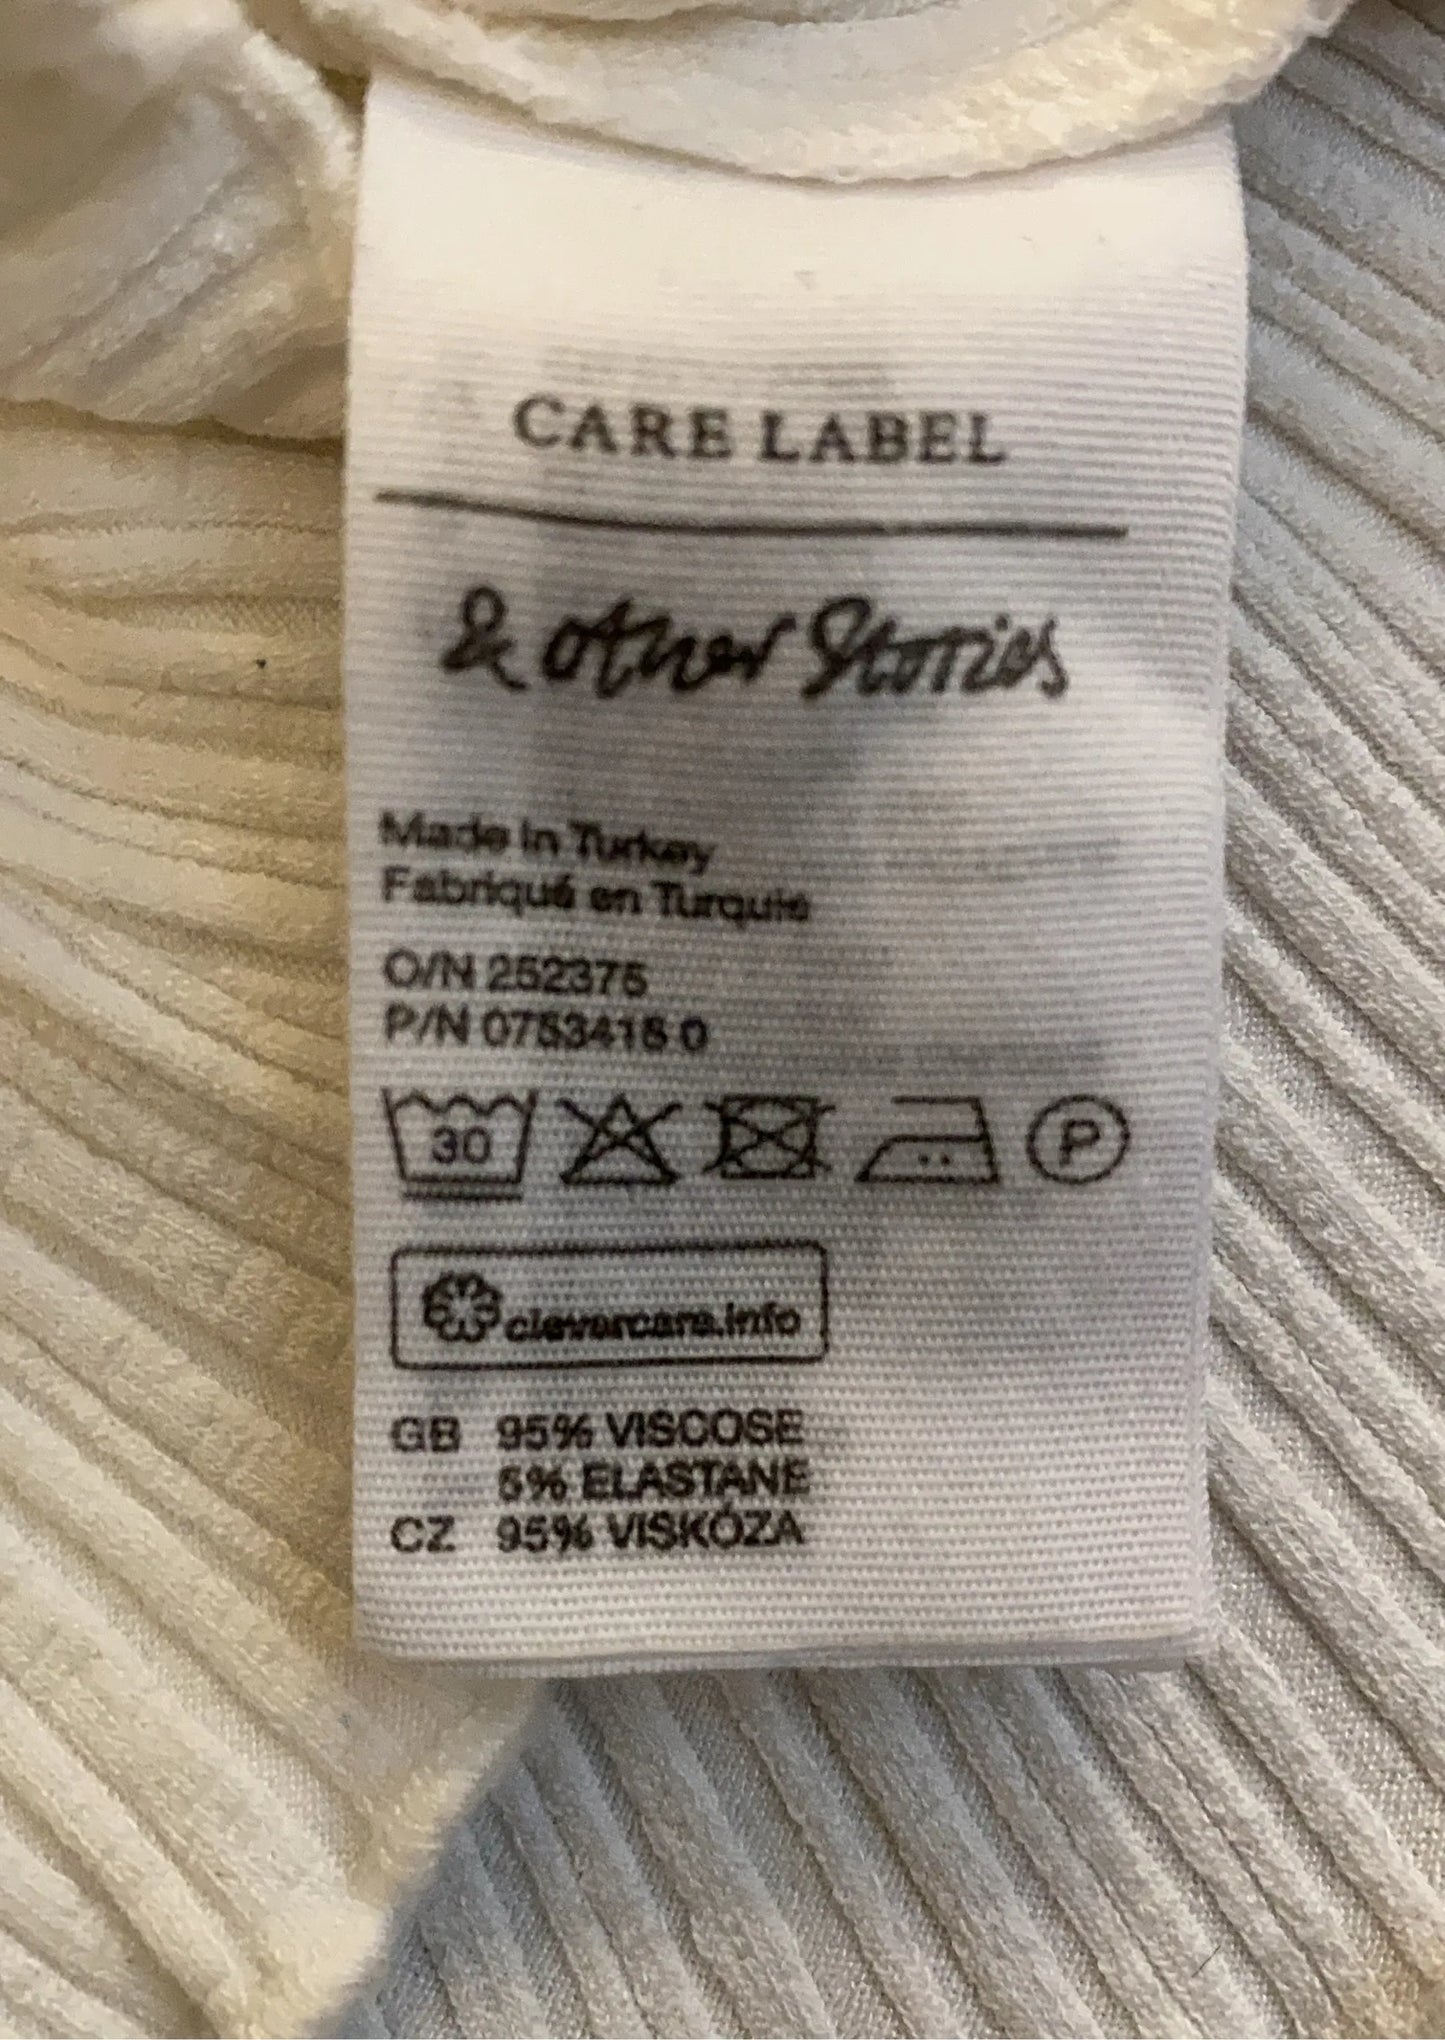 CARE LABEL
& other Stories
Made in Turkey
Fabriqué en Turquie
O/N 252375
P/N 0753416 0
30
P
clevercare.info
GB 95% VISCOSE
5% ELASTANE
CZ 95% VISKÓZA